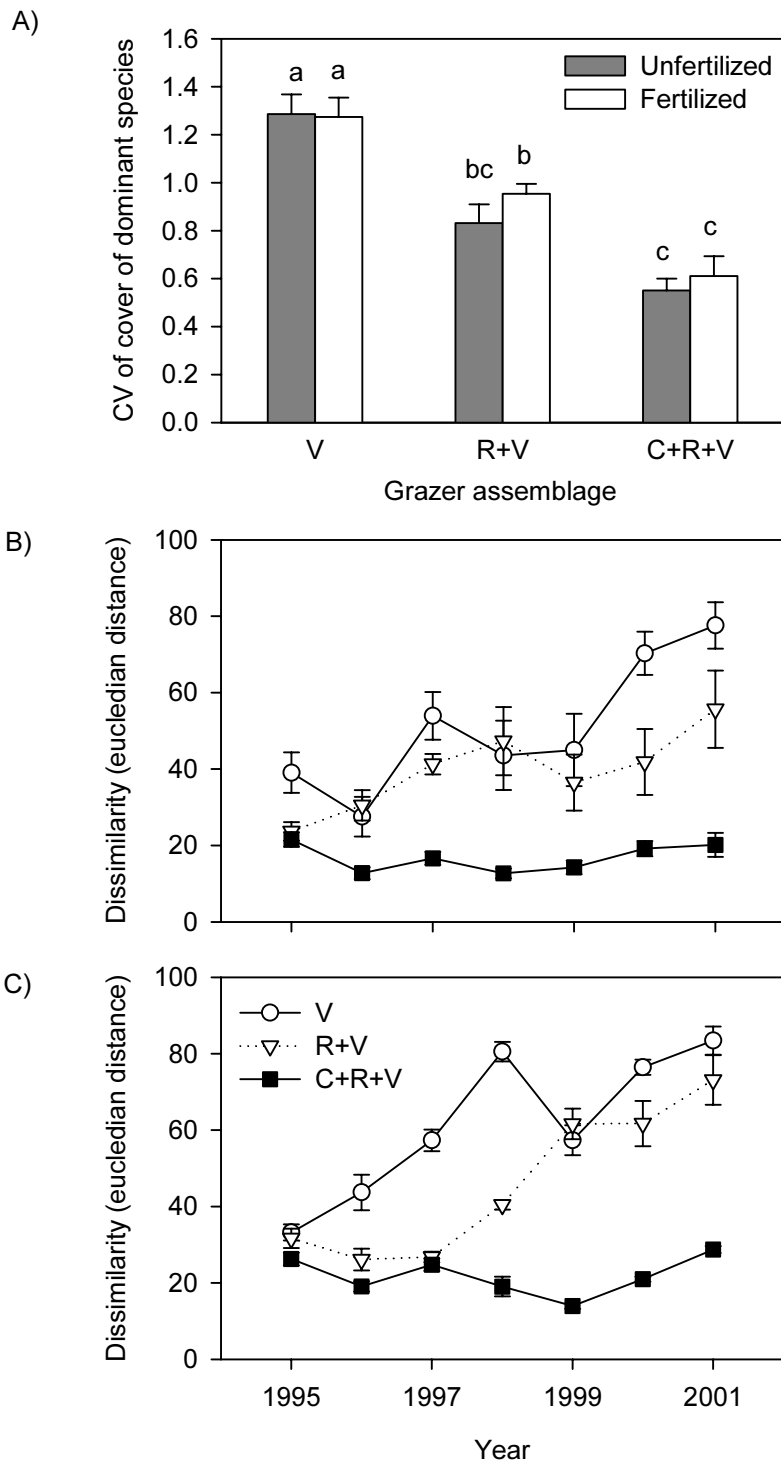 A)
CV of cover of dominant species
1.6
1.4
1.2
1.0
0.8
0.6
0.4
0.2
0.0
Unfertilized
Fertilized
a a
bc b
c c
V R+V C+R+V
Grazer assemblage
B)
Dissimilarity (eucledian distance)
100
80
60
40
20
0
C)
Dissimilarity (eucledian distance)
100
80
60
40
20
0
V
R+V
C+R+V
1995 1997 1999 2001
Year